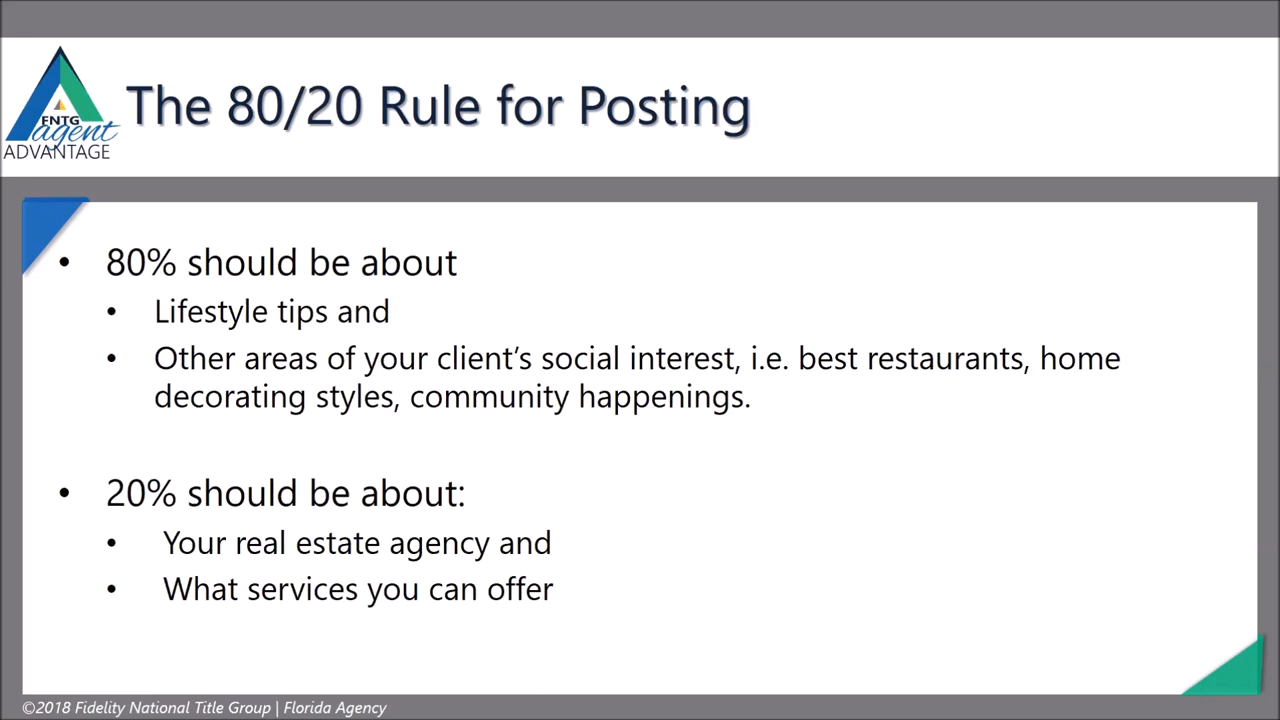 The 80/20 Rule for Posting
FNTG
agent
ADVANTAGE
• 80% should be about
• Lifestyle tips and
• Other areas of your client’s social interest, i.e. best restaurants, home
decorating styles, community happenings.
• 20% should be about:
• Your real estate agency and
• What services you can offer
©2018 Fidelity National Title Group | Florida Agency